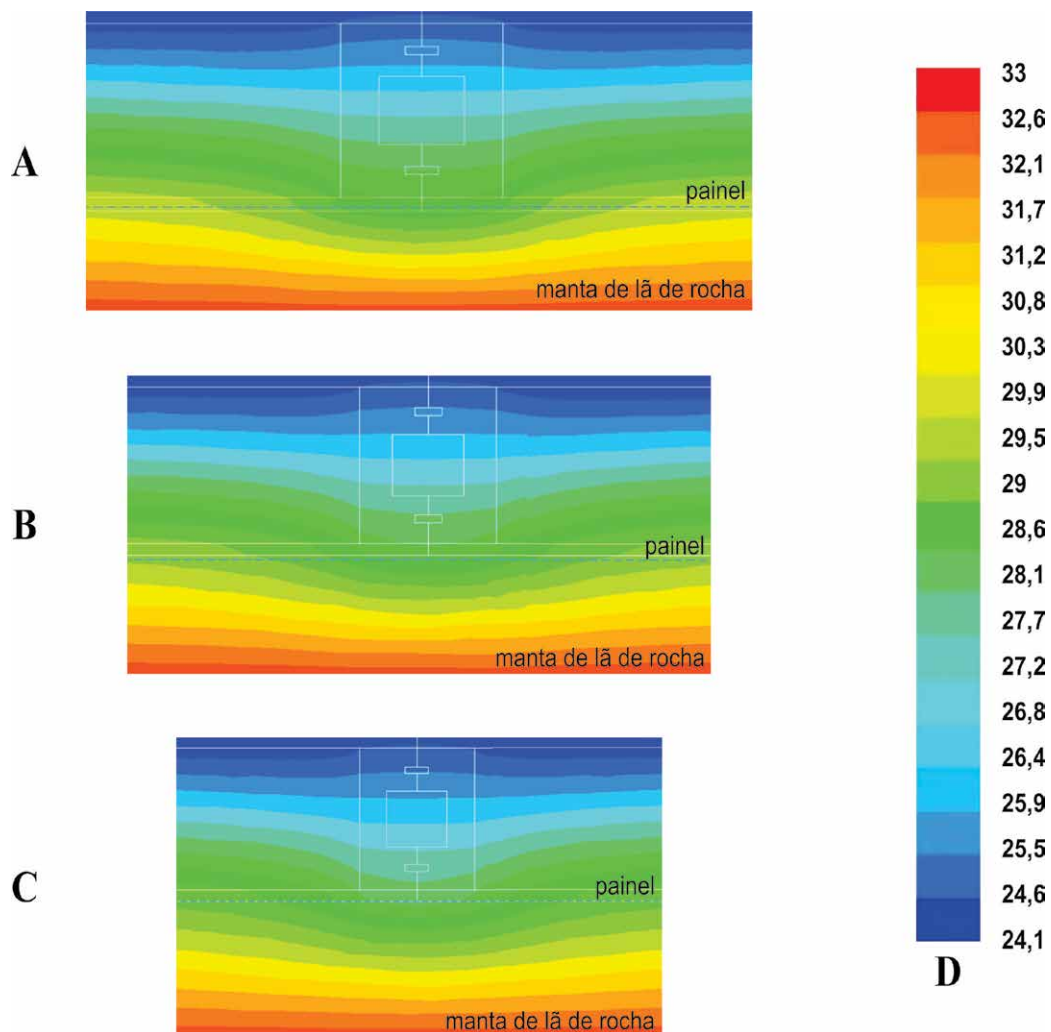 A
painel
manta de lã de rocha
B
painel
manta de lã de rocha
C
painel
manta de lã de rocha
33
32,6
32,1
31,7
31,2
30,8
30,3
29,9
29,5
29
28,6
28,1
27,7
27,2
26,8
26,4
25,9
25,5
24,6
24,1
D